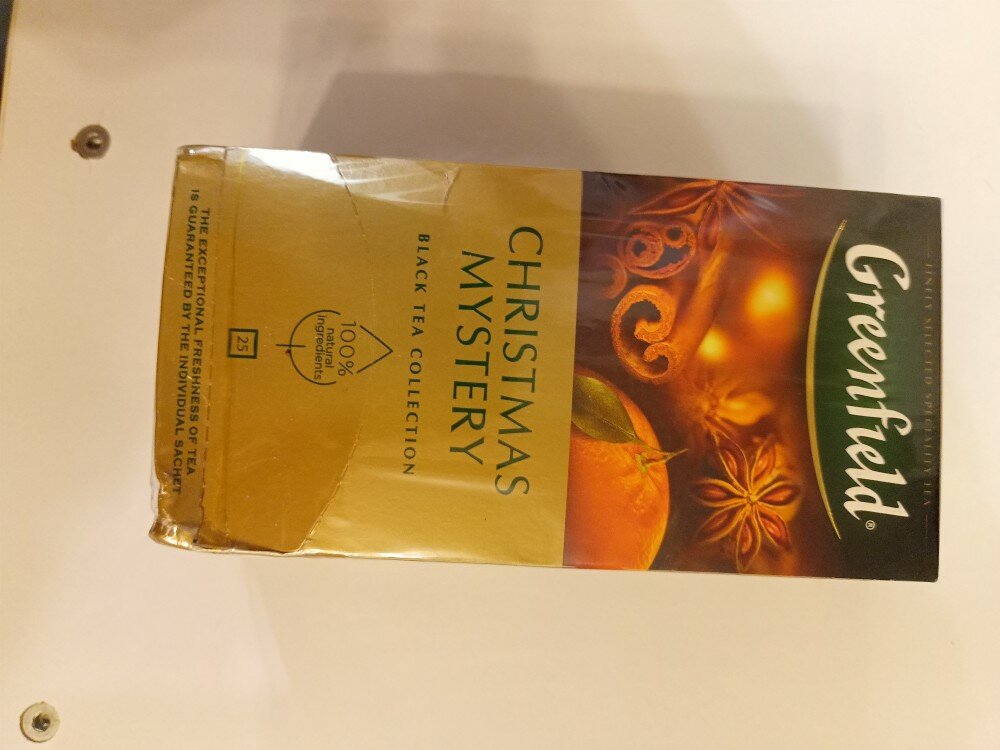 FINELY SELECTED SPECIALITY TEA
Greenfield®
CHRISTMAS
MYSTERY
BLACK TEA COLLECTION
100%
natural
ingredients
25
THE EXCEPTIONAL FRESHNESS OF TEA
IS GUARANTEED BY THE INDIVIDUAL SACHET